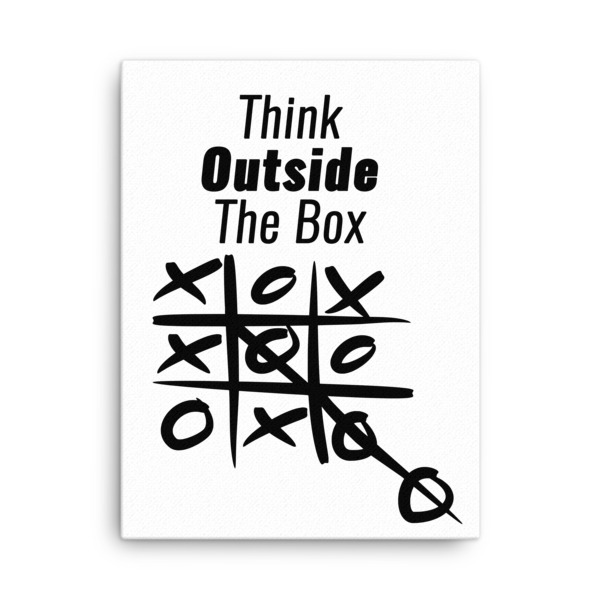 Think
Outside
The Box
X O X
X O O
O X O
O